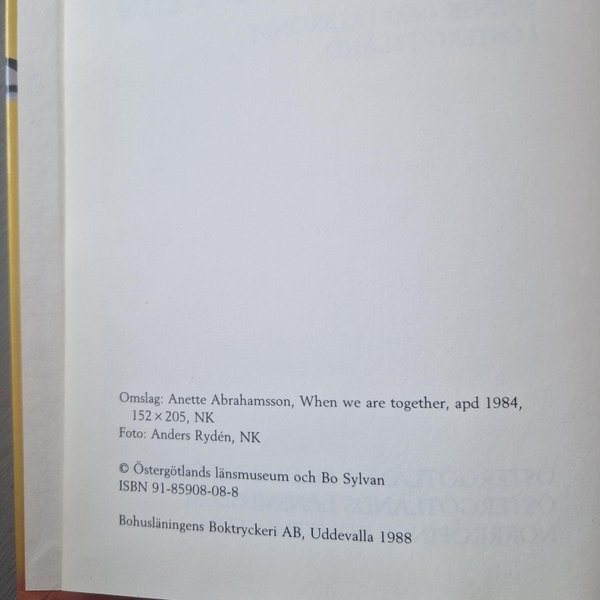 Omslag: Anette Abrahamsson, When we are together, apd 1984,
152 × 205, NK
Foto: Anders Rydén, NK
© Östergötlands länsmuseum och Bo Sylvan
ISBN 91-85908-08-8
Bohusläningens Boktryckeri AB, Uddevalla 1988